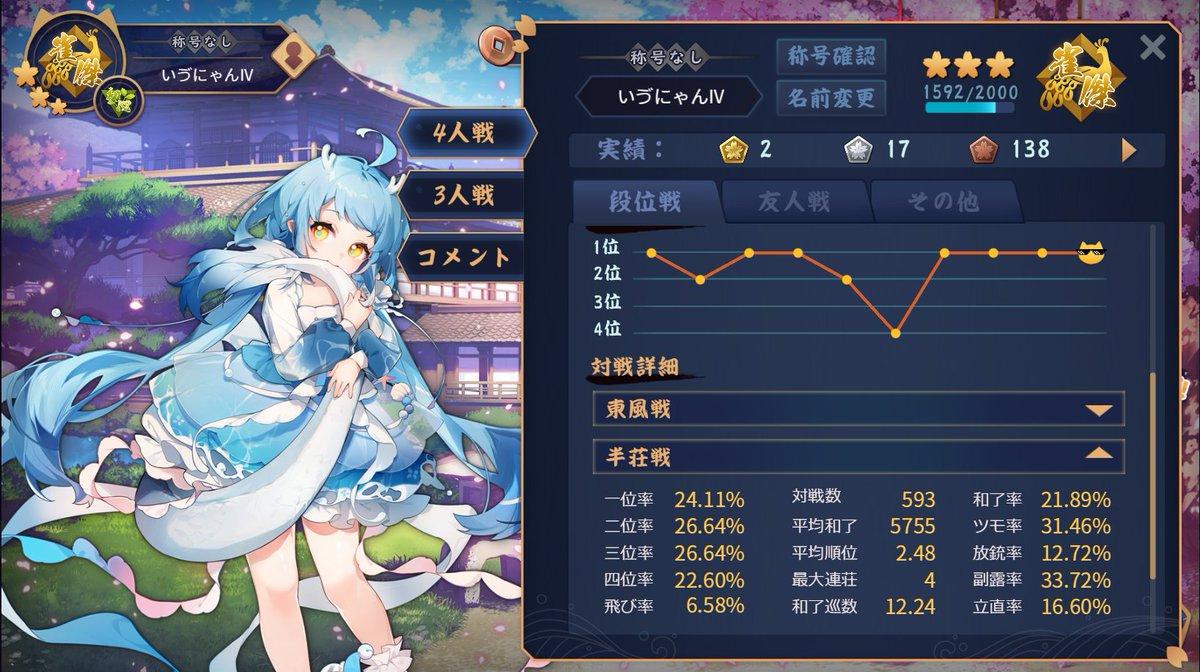 雀傑
称号なし
いづにゃんⅣ
4人戦
3人戦
コメント
称号なし
いづにゃんⅣ
称号確認
名前変更
1592/2000
雀傑
実績： 2 17 138
段位戦 友人戦 その他
1位
2位
3位
4位
対戦詳細
東風戦
半荘戦
一位率 24.11% 対戦数 593 和了率 21.89%
二位率 26.64% 平均和了 5755 ツモ率 31.46%
三位率 26.64% 平均順位 2.48 放銃率 12.72%
四位率 22.60% 最大連荘 4 副露率 33.72%
飛び率 6.58% 和了巡数 12.24 立直率 16.60%